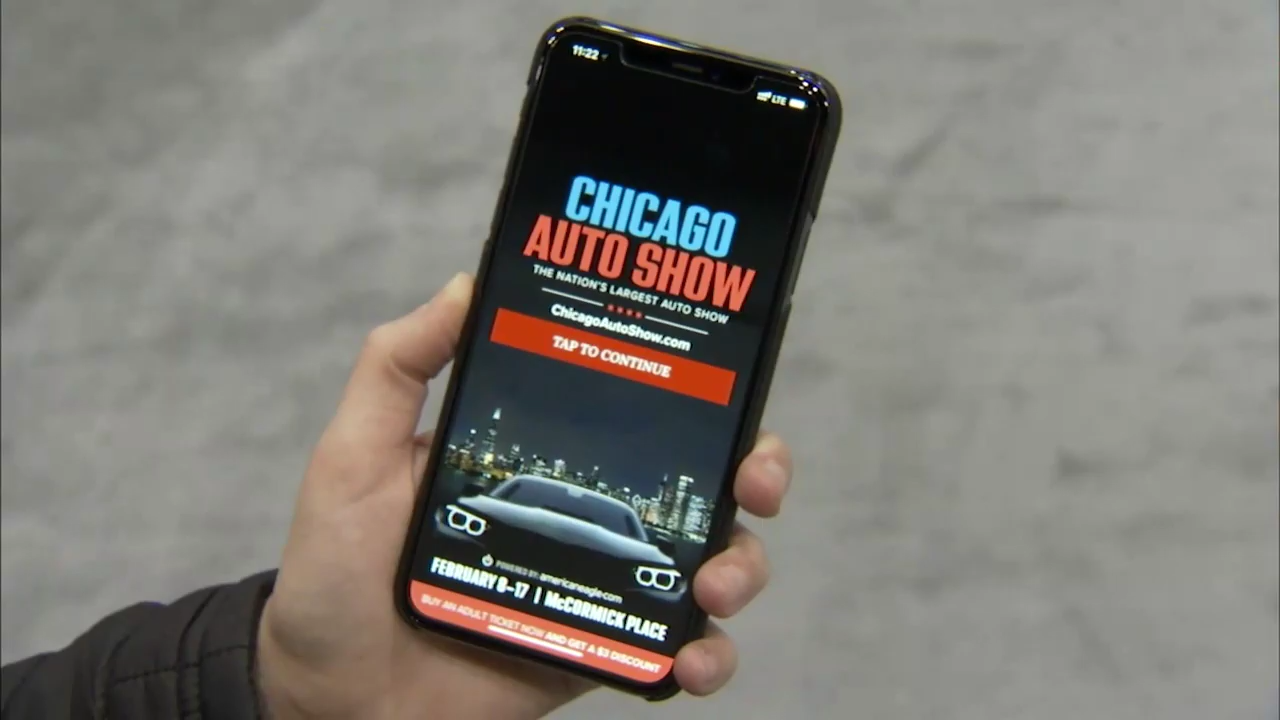 11:22
LTE
CHICAGO
AUTO SHOW
THE NATION'S LARGEST AUTO SHOW
ChicagoAutoShow.com
TAP TO CONTINUE
POWERED BY: americaneagle.com
FEBRUARY 8-17 | McCORMICK PLACE
BUY AN ADULT TICKET NOW AND GET A $3 DISCOUNT